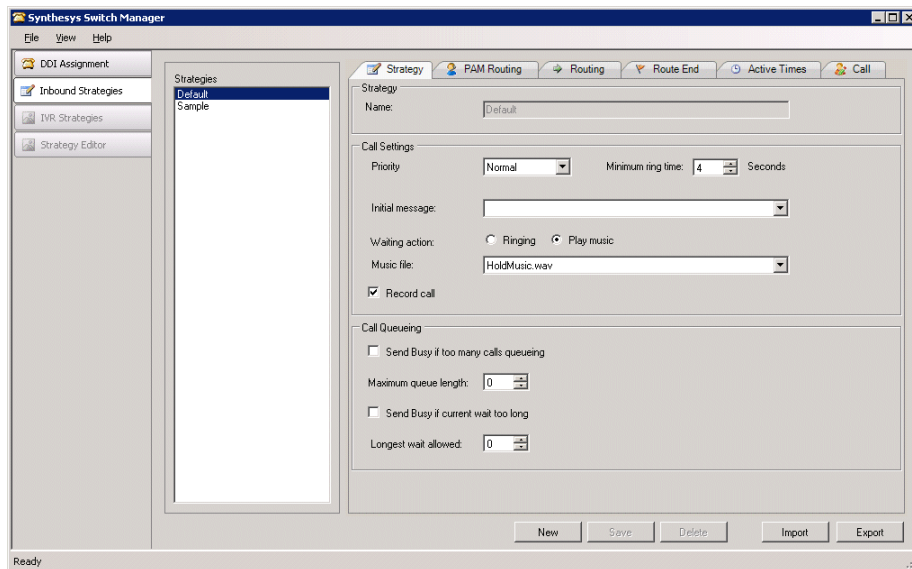 Synthesys Switch Manager
File View Help
DDI Assignment
Inbound Strategies
IVR Strategies
Strategy Editor
Strategies
Default
Sample
Strategy PAM Routing Routing Route End Active Times Call
Strategy
Name: Default
Call Settings
Priority Normal Minimum ring time: 4 Seconds
Initial message:
Waiting action: Ringing Play music
Music file: HoldMusic.wav
Record call
Call Queueing
Send Busy if too many calls queueing
Maximum queue length: 0
Send Busy if current wait too long
Longest wait allowed: 0
New Save Delete Import Export
Ready